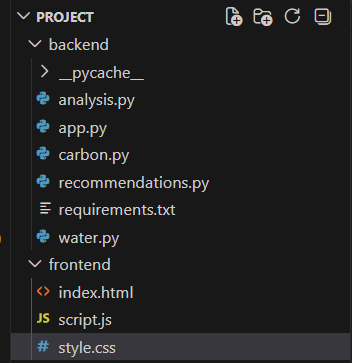 PROJECT
backend
__pycache__
analysis.py
app.py
carbon.py
recommendations.py
requirements.txt
water.py
frontend
<> index.html
JS script.js
# style.css